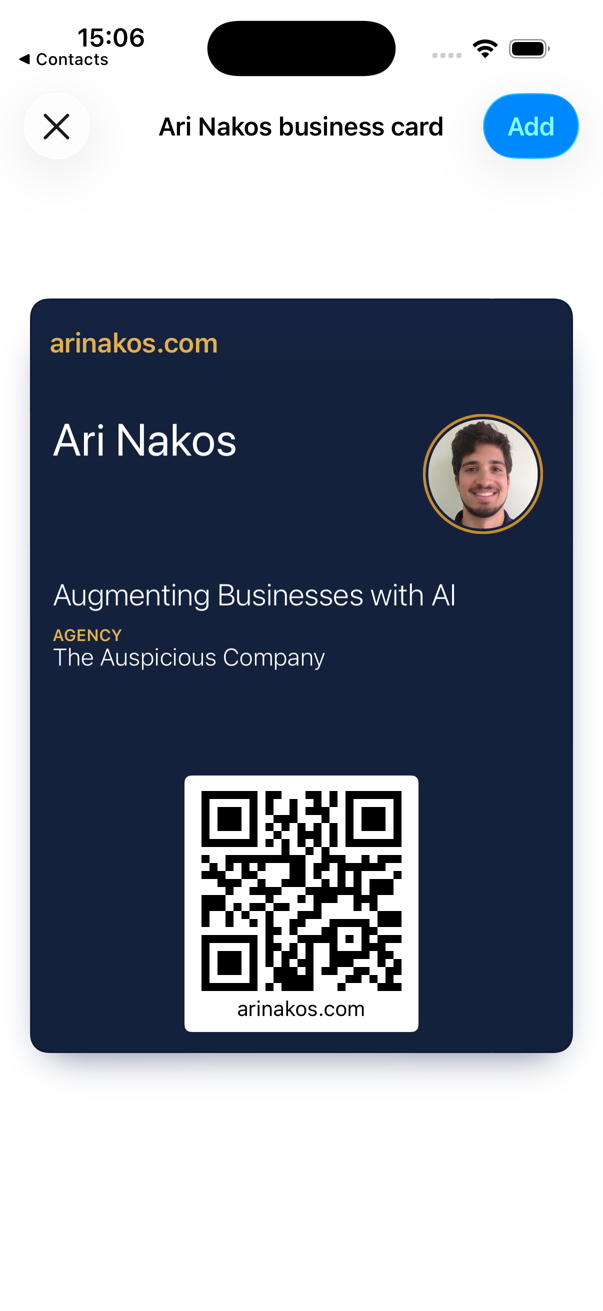 15:06
◀ Contacts
Ari Nakos business card
Add
arinakos.com
Ari Nakos
Augmenting Businesses with AI
AGENCY
The Auspicious Company
arinakos.com